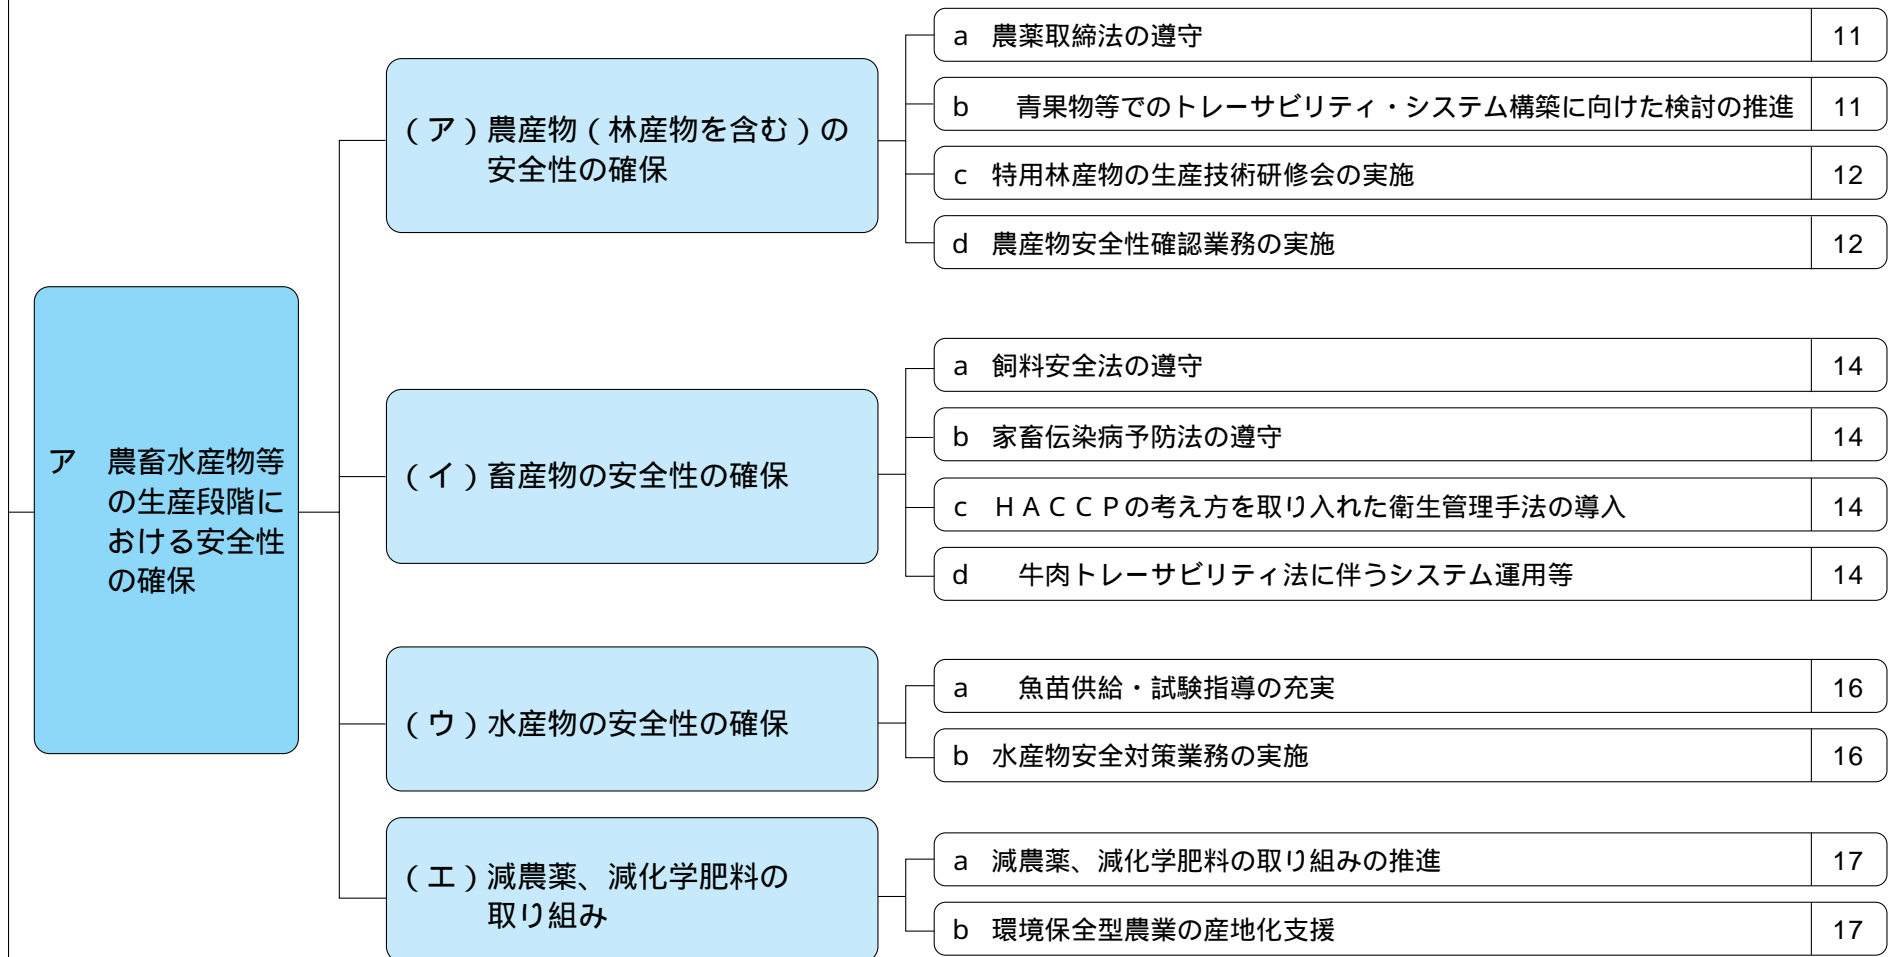 ア 農畜水産物等
の生産段階に
おける安全性
の確保
(ア)農産物(林産物を含む)の
安全性の確保
a 農薬取締法の遵守 11
b 青果物等でのトレーサビリティ・システム構築に向けた検討の推進 11
c 特用林産物の生産技術研修会の実施 12
d 農産物安全性確認業務の実施 12
(イ)畜産物の安全性の確保
a 飼料安全法の遵守 14
b 家畜伝染病予防法の遵守 14
c HACCPの考え方を取り入れた衛生管理手法の導入 14
d 牛肉トレーサビリティ法に伴うシステム運用等 14
(ウ)水産物の安全性の確保
a 魚苗供給・試験指導の充実 16
b 水産物安全対策業務の実施 16
(エ)減農薬、減化学肥料の
取り組み
a 減農薬、減化学肥料の取り組みの推進 17
b 環境保全型農業の産地化支援 17